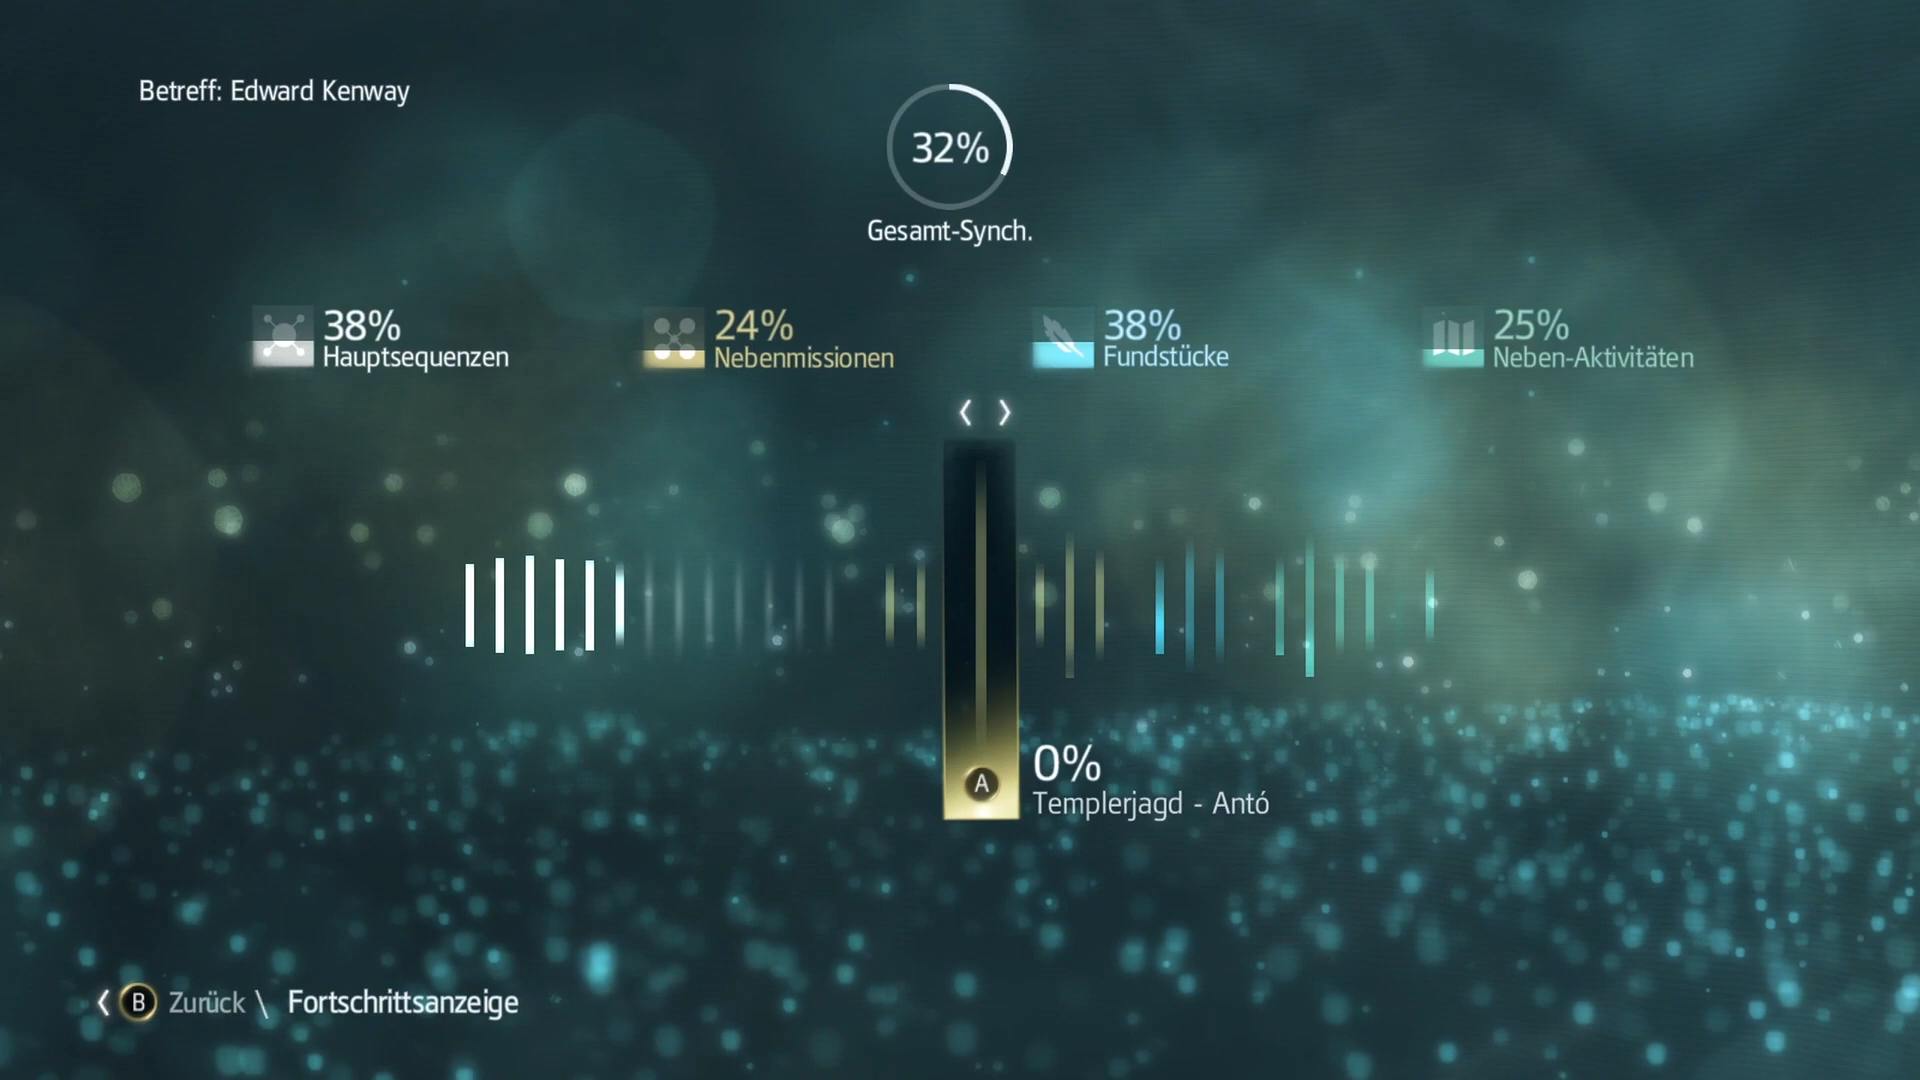 Betreff: Edward Kenway
32%
Gesamt-Synch.
38%
Hauptsequenzen
24%
Nebenmissionen
38%
Fundstücke
25%
Neben-Aktivitäten
A
0%
Templerjagd - Antó
B Zurück \ Fortschrittsanzeige